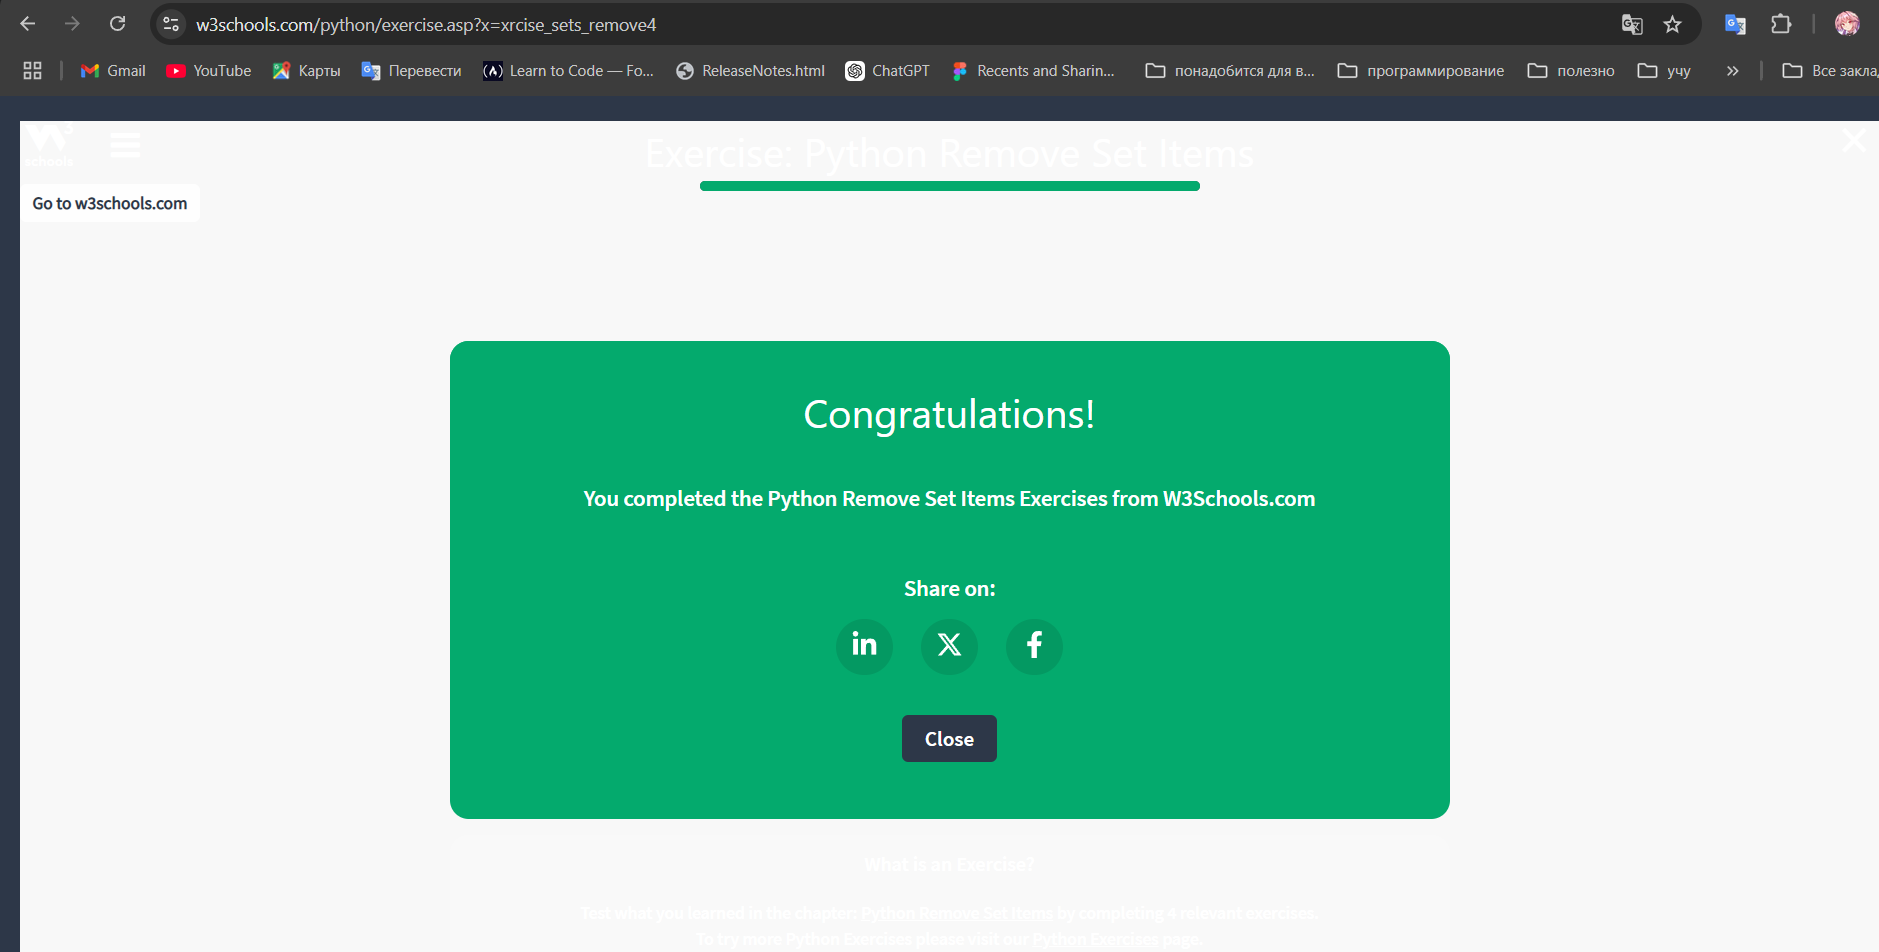 w3schools.com/python/exercise.asp?x=xrcise_sets_remove4
Gmail YouTube Карты Перевести Learn to Code — Fo... ReleaseNotes.html ChatGPT Recents and Sharin... понадобится для в... программирование полезно учу » Все закла
W3 schools
Exercise: Python Remove Set Items
Go to w3schools.com
Congratulations!
You completed the Python Remove Set Items Exercises from W3Schools.com
Share on:
in X f
Close
What is an Exercise?
Test what you learned in the chapter: Python Remove Set Items by completing 4 relevant exercises.
To try more Python Exercises please visit our Python Exercises page.